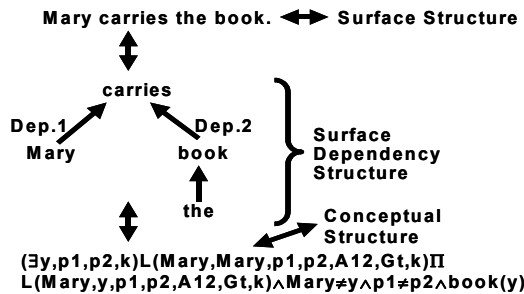 Mary carries the book. Surface Structure
carries
Dep.1 Dep.2
Mary book
the
Surface
Dependency
Structure
Conceptual
Structure
(∃y,p1,p2,k)L(Mary,Mary,p1,p2,A12,Gt,k)Π
L(Mary,y,p1,p2,A12,Gt,k)∧Mary≠y∧p1≠p2∧book(y)